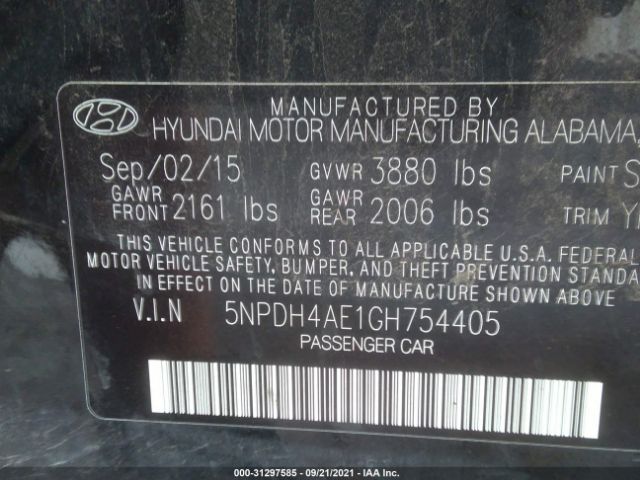 MANUFACTURED BY
HYUNDAI MOTOR MANUFACTURING ALABAMA,
Sep/02/15 GVWR 3880 lbs PAINT S
GAWR FRONT 2161 lbs GAWR REAR 2006 lbs TRIM
THIS VEHICLE CONFORMS TO ALL APPLICABLE U.S.A. FEDERAL
MOTOR VEHICLE SAFETY, BUMPER, AND THEFT PREVENTION STANDA
IN EFFECT ON THE DATE OF MANUFACTURE SHOWN ABOVE
V.I.N 5NPDH4AE1GH754405
PASSENGER CAR
000-31297585 - 09/21/2021 - IAA Inc.